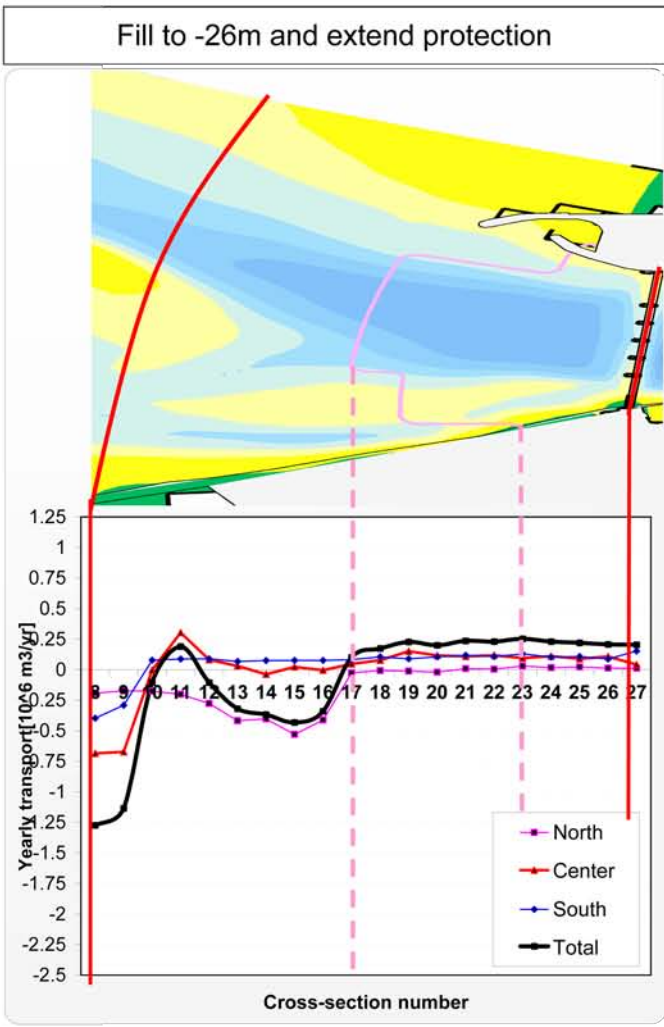 Fill to -26m and extend protection
1.25
1
0.75
0.5
0.25
0
8 9 10 11 12 13 14 15 16 17 18 19 20 21 22 23 24 25 26 27
-0.25
-0.5
-0.75
-1
-1.25
-1.5
-1.75
-2
-2.25
-2.5
Yearly transport[10^6 m3/yr]
North
Center
South
Total
Cross-section number